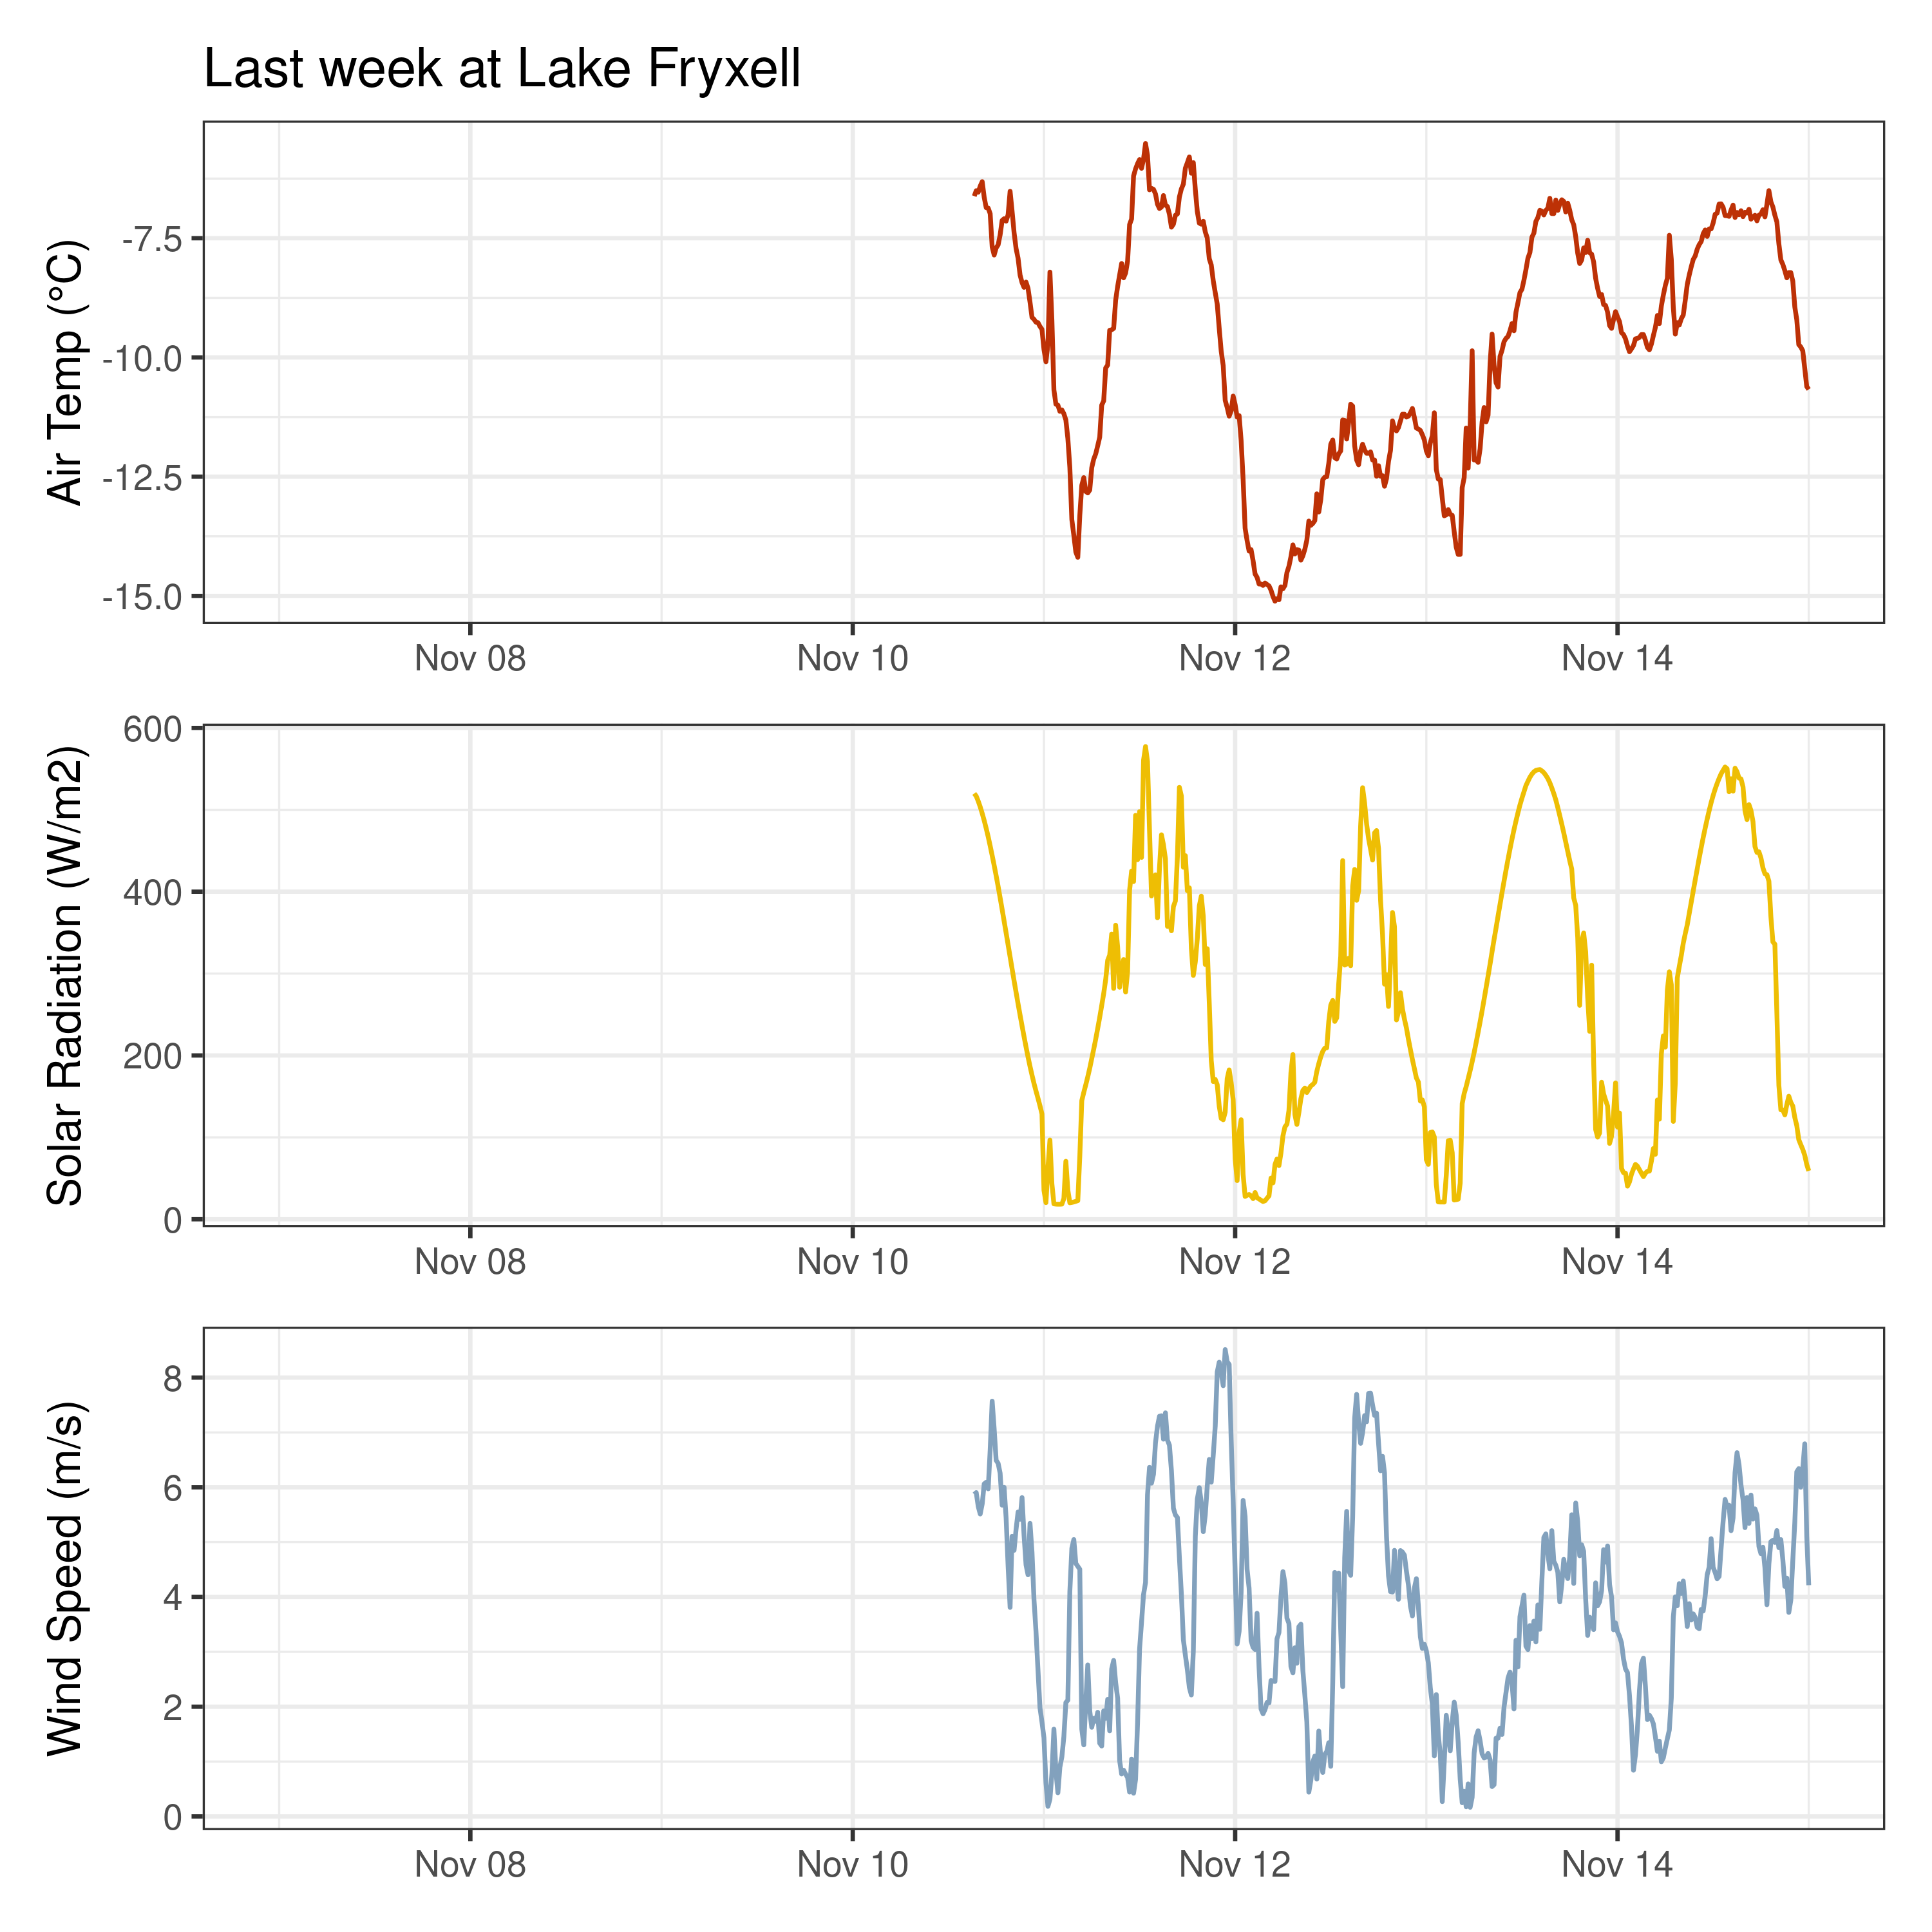 Last week at Lake Fryxell
Air Temp (°C)
-7.5
-10.0
-12.5
-15.0
Nov 08 Nov 10 Nov 12 Nov 14
Solar Radiation (W/m2)
600
400
200
0
Nov 08 Nov 10 Nov 12 Nov 14
Wind Speed (m/s)
8
6
4
2
0
Nov 08 Nov 10 Nov 12 Nov 14